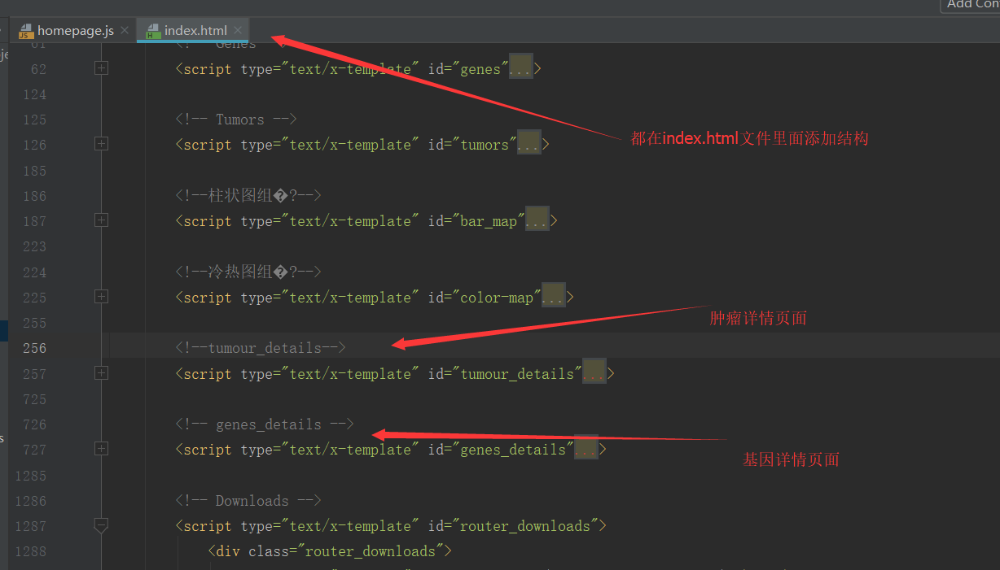 Add Con
homepage.js
index.html
61 <!-- Genes -->
62 <script type="text/x-template" id="genes"...>
124
125 <!-- Tumors -->
都在index.html文件里面添加结构
126 <script type="text/x-template" id="tumors"...>
185
186 <!--柱状图组�?-->
187 <script type="text/x-template" id="bar_map"...>
223
224 <!--冷热图组�?-->
225 <script type="text/x-template" id="color-map"...>
肿瘤详情页面
255
256 <!--tumour_details-->
257 <script type="text/x-template" id="tumour_details"...>
725
726 <!-- genes_details -->
727 <script type="text/x-template" id="genes_details"...>
基因详情页面
1285
1286 <!-- Downloads -->
1287 <script type="text/x-template" id="router_downloads">
1288 <div class="router_downloads">